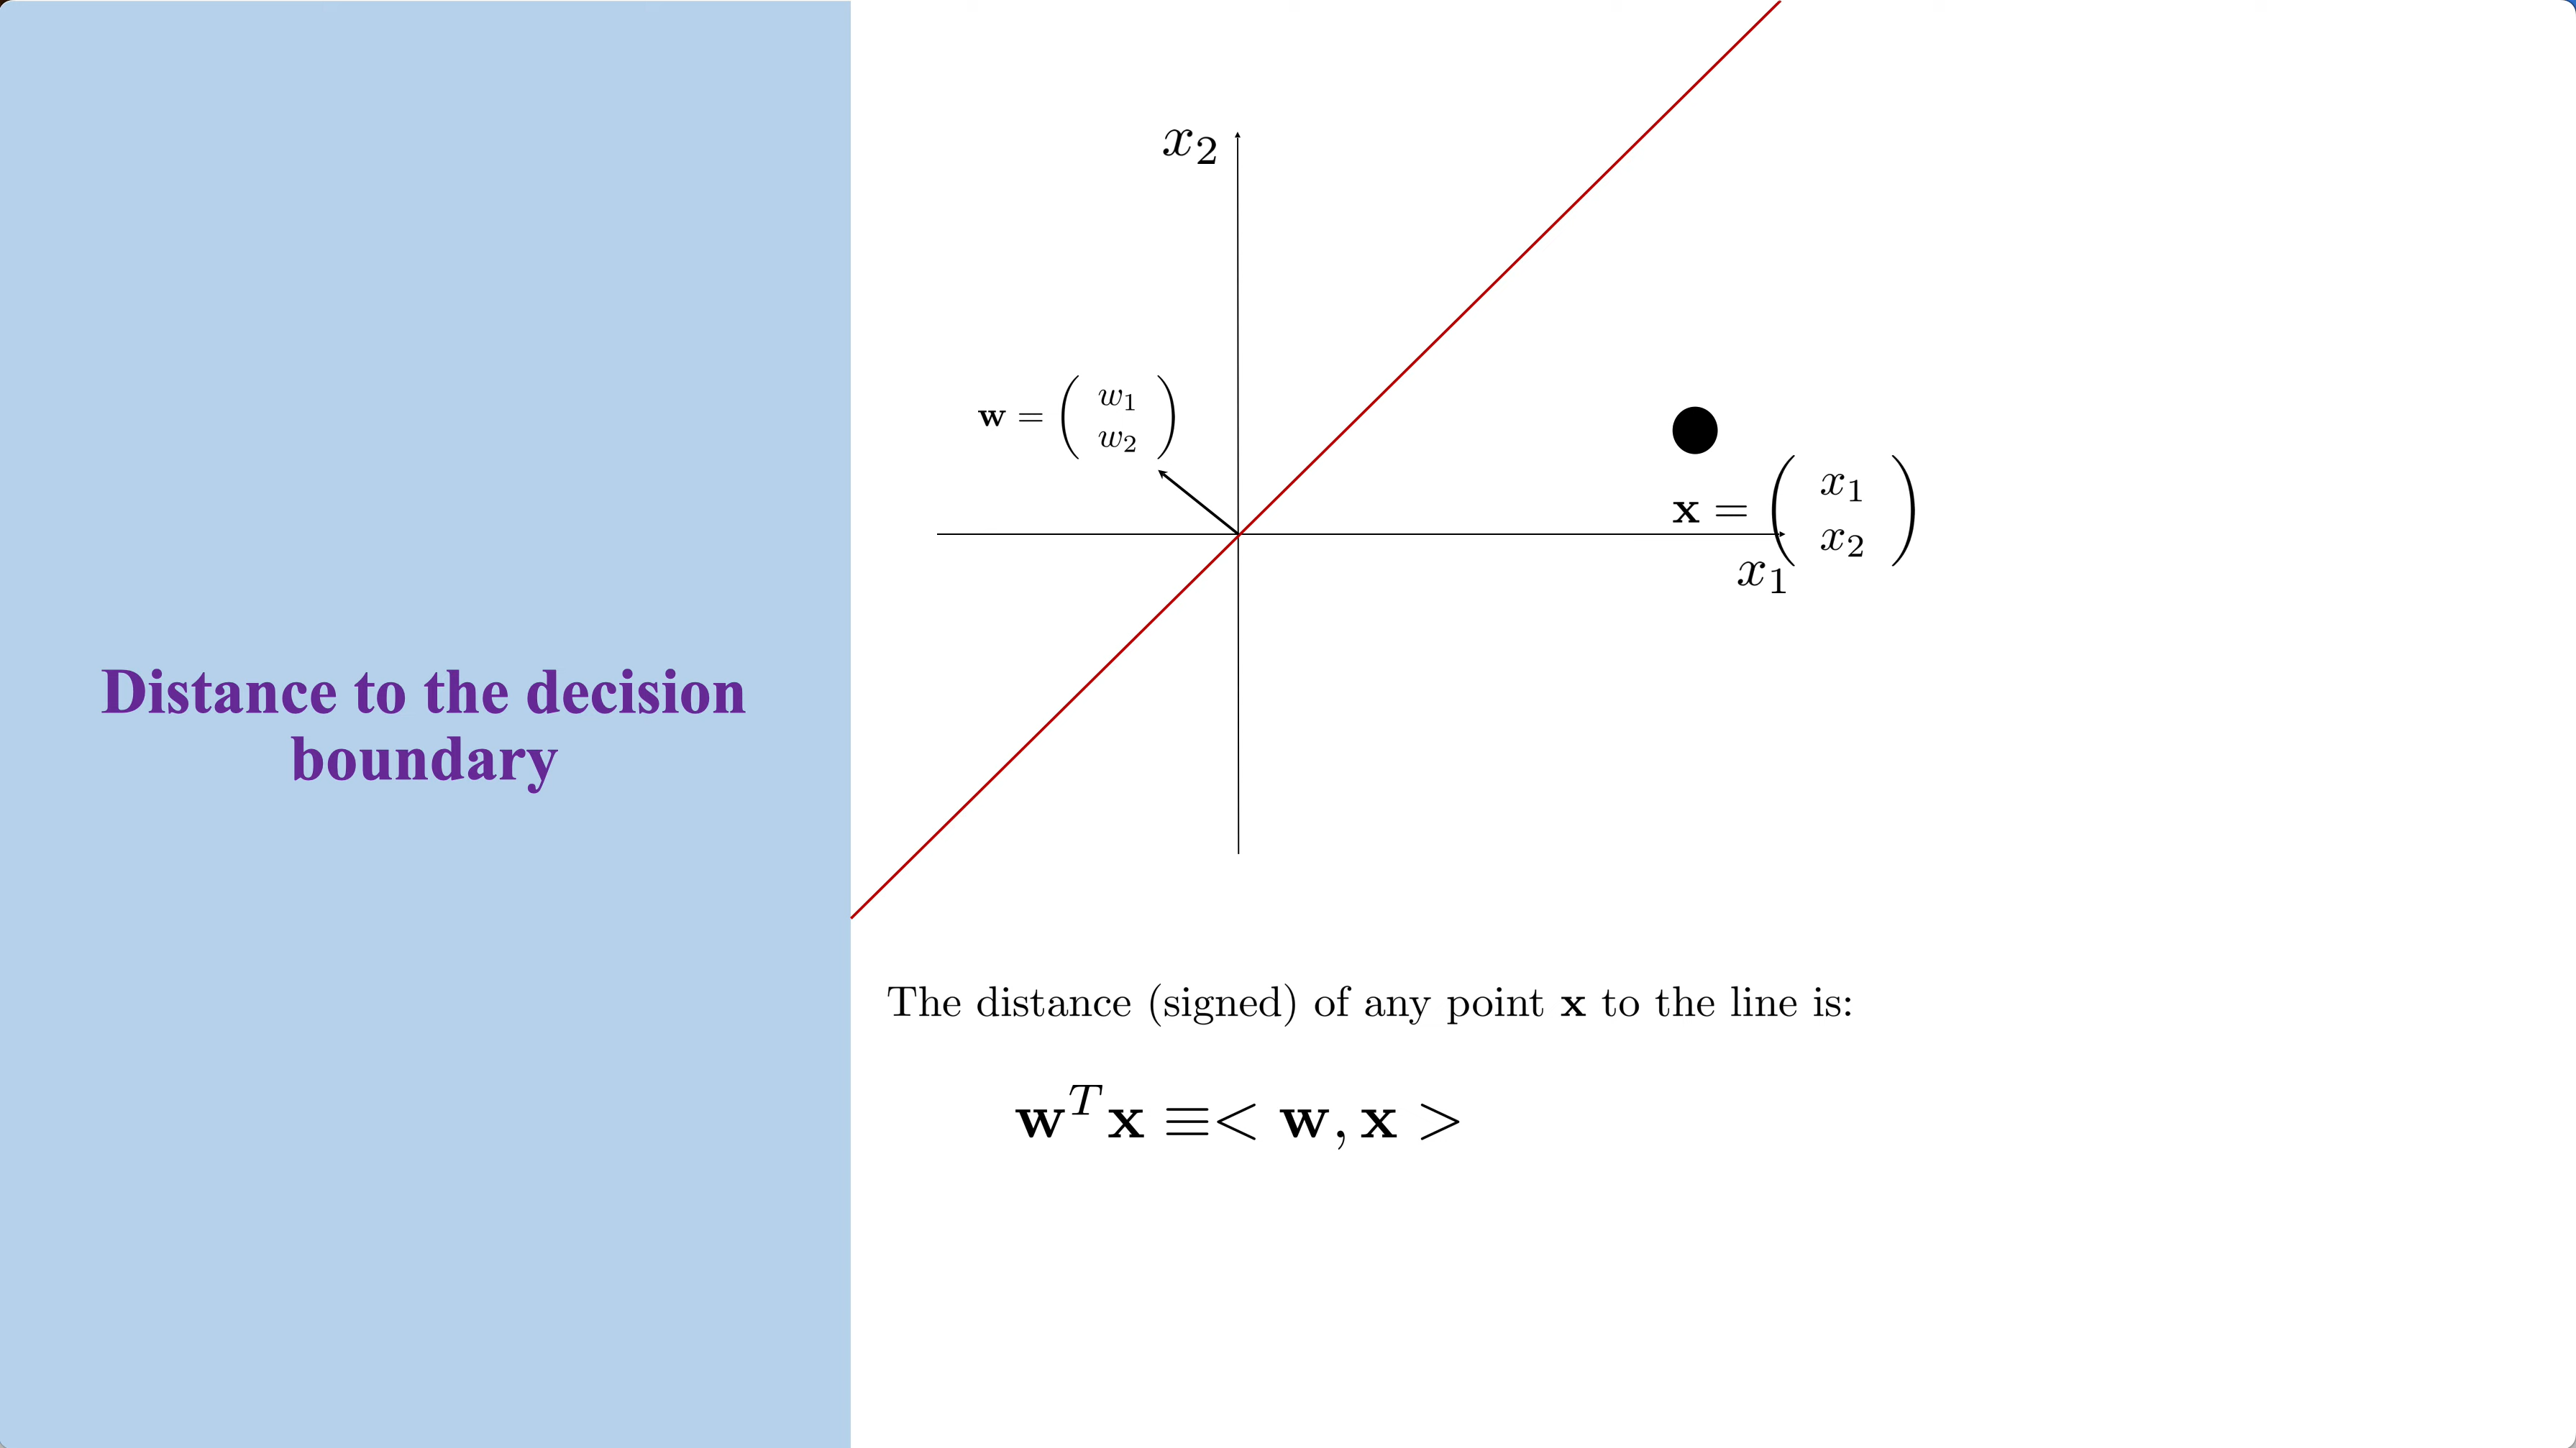 Distance to the decision
boundary
x₂
w = ( w₁
w₂ )
x = ( x₁
x₂ )
x₁
The distance (signed) of any point x to the line is:
wᵀx ≡< w, x >